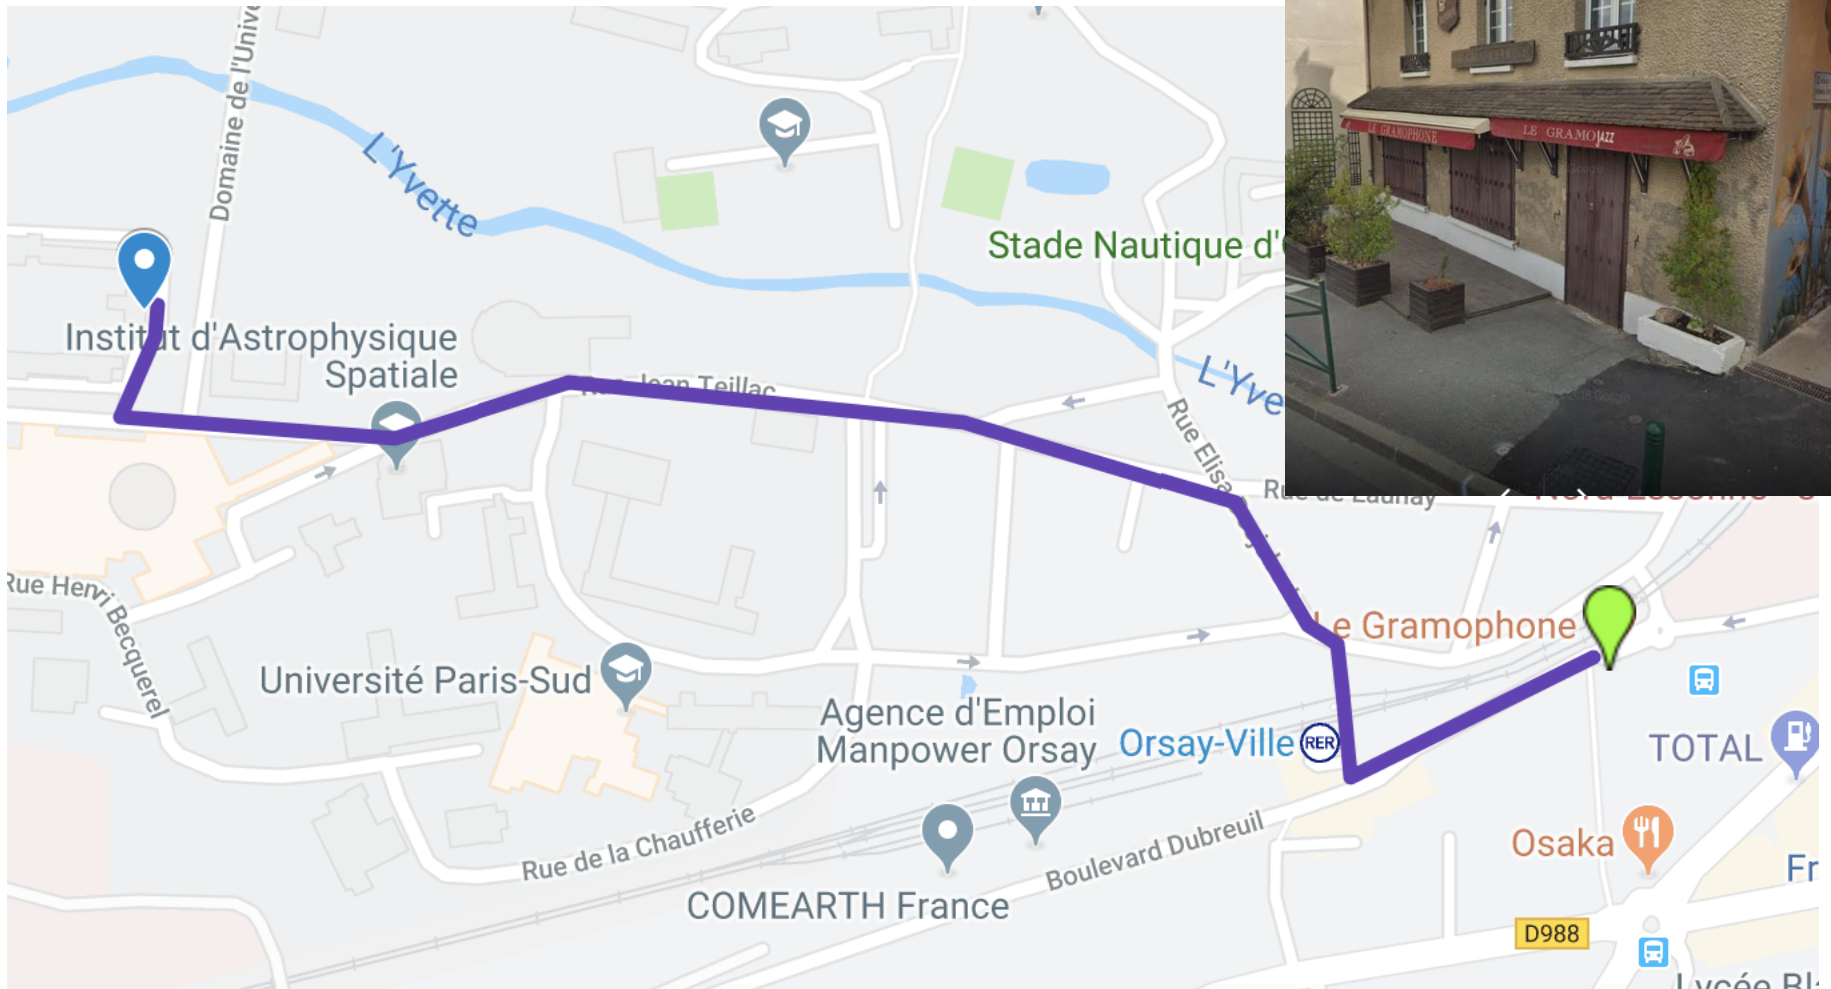 Domaine de l'Unive
L'Yvette
LE GRAMOPHONE
LE GRAMOJAZZ
Stade Nautique d'
Institut d'Astrophysique
Spatiale
Rue Jean Teillac
L'Yve
Rue Elisa
Rue de Launay
Rue Henri Becquerel
Le Gramophone
Université Paris-Sud
Agence d'Emploi
Manpower Orsay
Orsay-Ville
RER
TOTAL
Rue de la Chaufferie
Boulevard Dubreuil
Osaka
Fr
COMEARTH France
D988
Lycée Bl